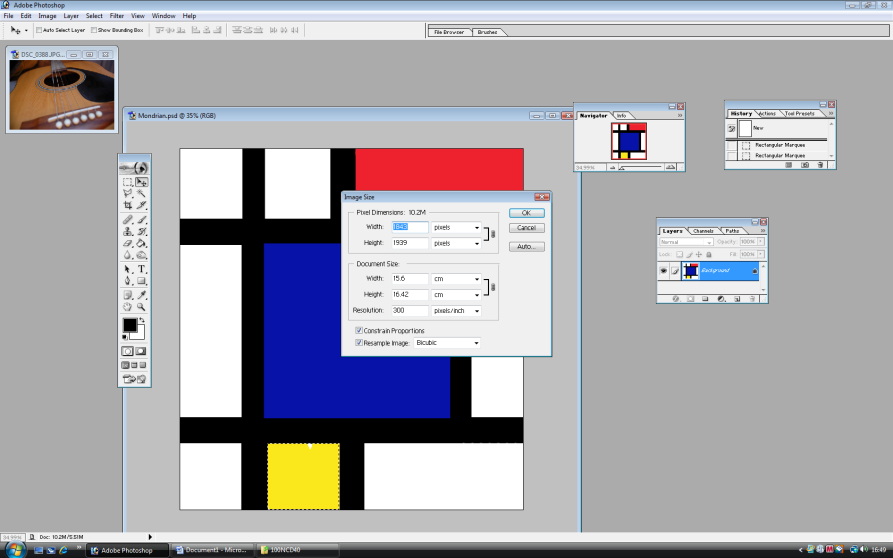 Adobe Photoshop
File Edit Image Layer Select Filter View Window Help
Auto Select Layer Show Bounding Box
File Browser Brushes
DSC_0388.JPG...
Mondrian.psd @ 35% (RGB)
Navigator Info
34.99%
History Actions Tool Presets
New
Rectangular Marquee
Rectangular Marquee
Image Size
Pixel Dimensions: 10.2M
Width: 1843 pixels
Height: 1939 pixels
OK
Cancel
Auto...
Document Size:
Width: 15.6 cm
Height: 16.42 cm
Resolution: 300 pixels/inch
Constrain Proportions
Resample Image: Bicubic
Layers Channels Paths
Normal Opacity: 100%
Lock: Fill: 100%
Background
T
34.99% Doc: 10.2M/5.51M
Adobe Photoshop
Document1 - Micro...
100NCD40
16:49